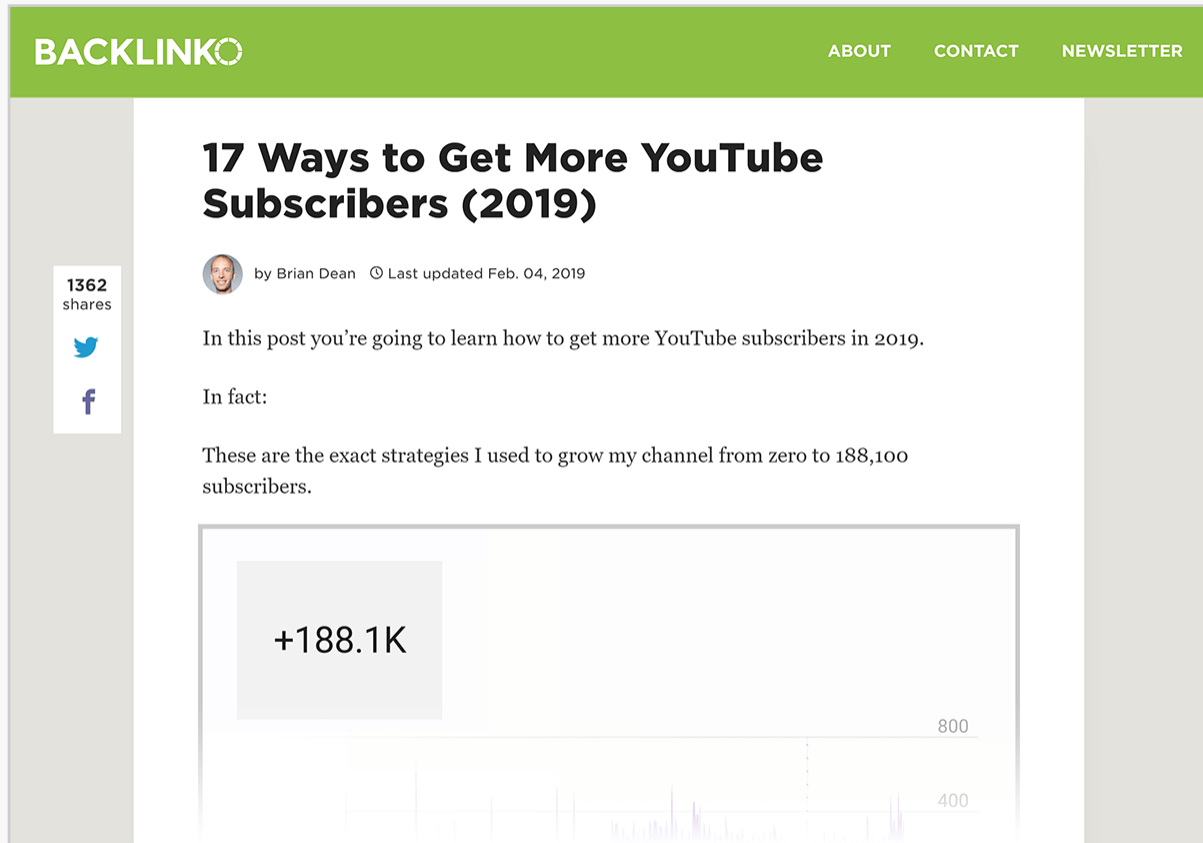 BACKLINKO
ABOUT
CONTACT
NEWSLETTER
17 Ways to Get More YouTube
Subscribers (2019)
by Brian Dean
Last updated Feb. 04, 2019
1362
shares
In this post you’re going to learn how to get more YouTube subscribers in 2019.
In fact:
These are the exact strategies I used to grow my channel from zero to 188,100
subscribers.
+188.1K
800
400